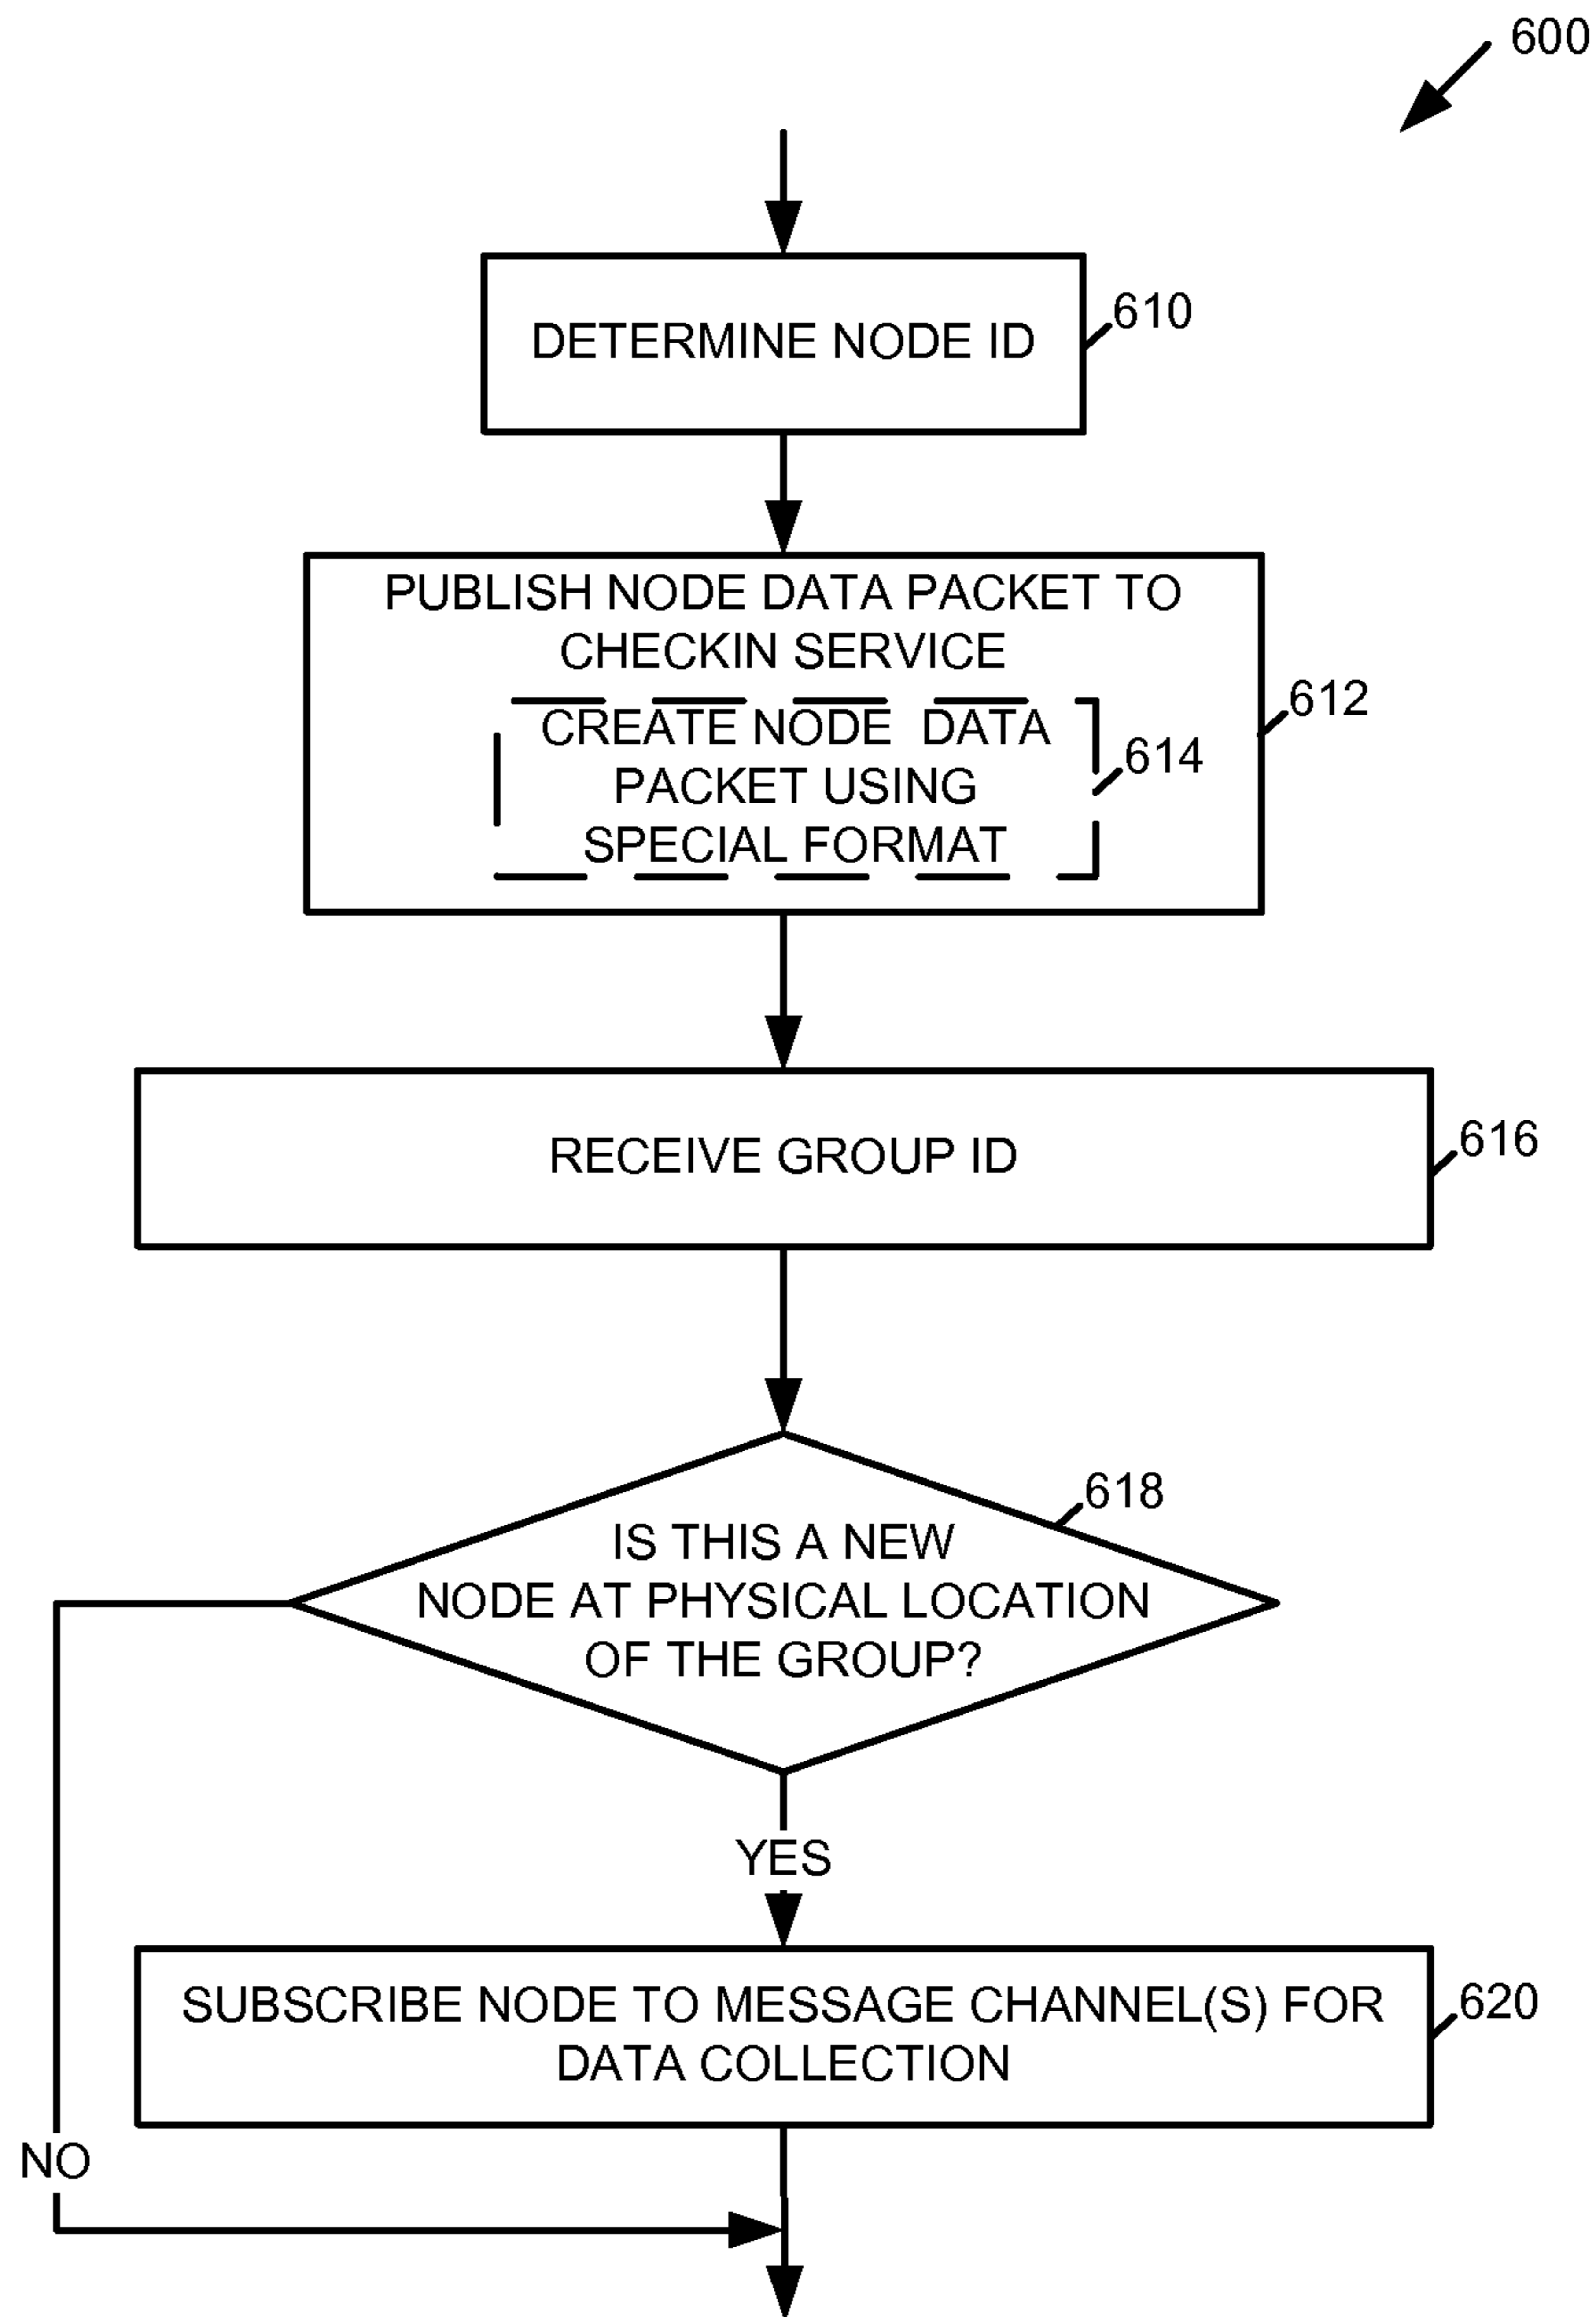 600
DETERMINE NODE ID
610
PUBLISH NODE DATA PACKET TO
CHECKIN SERVICE
612
CREATE NODE DATA
PACKET USING
SPECIAL FORMAT
614
RECEIVE GROUP ID
616
618
IS THIS A NEW
NODE AT PHYSICAL LOCATION
OF THE GROUP?
YES
SUBSCRIBE NODE TO MESSAGE CHANNEL(S) FOR
DATA COLLECTION
620
NO